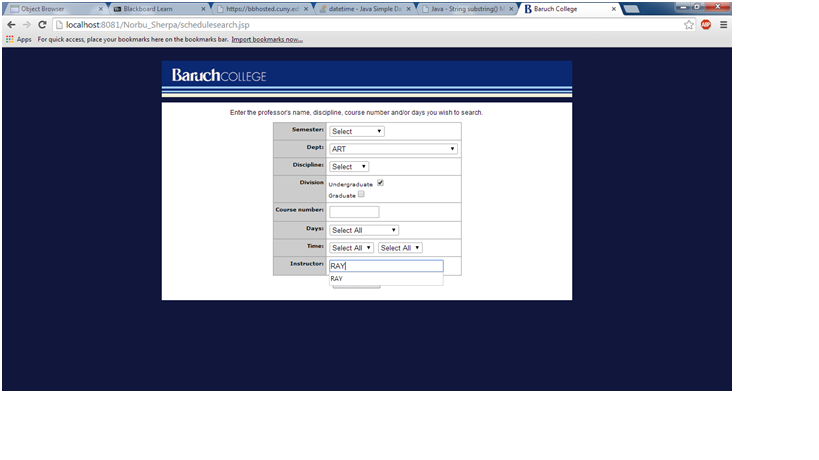 Object Browser
Blackboard Learn
https://bbhosted.cuny.ed
datetime - Java Simple Da
Java - String substring() M
Baruch College
localhost:8081/Norbu_Sherpa/schedulesearch.jsp
Apps For quick access, place your bookmarks here on the bookmarks bar. Import bookmarks now...
Baruch COLLEGE
Enter the professor's name, discipline, course number and/or days you wish to search.
Semester: Select
Dept: ART
Discipline: Select
Division Undergraduate
Graduate
Course number:
Days: Select All
Time: Select All Select All
Instructor: RAY
RAY